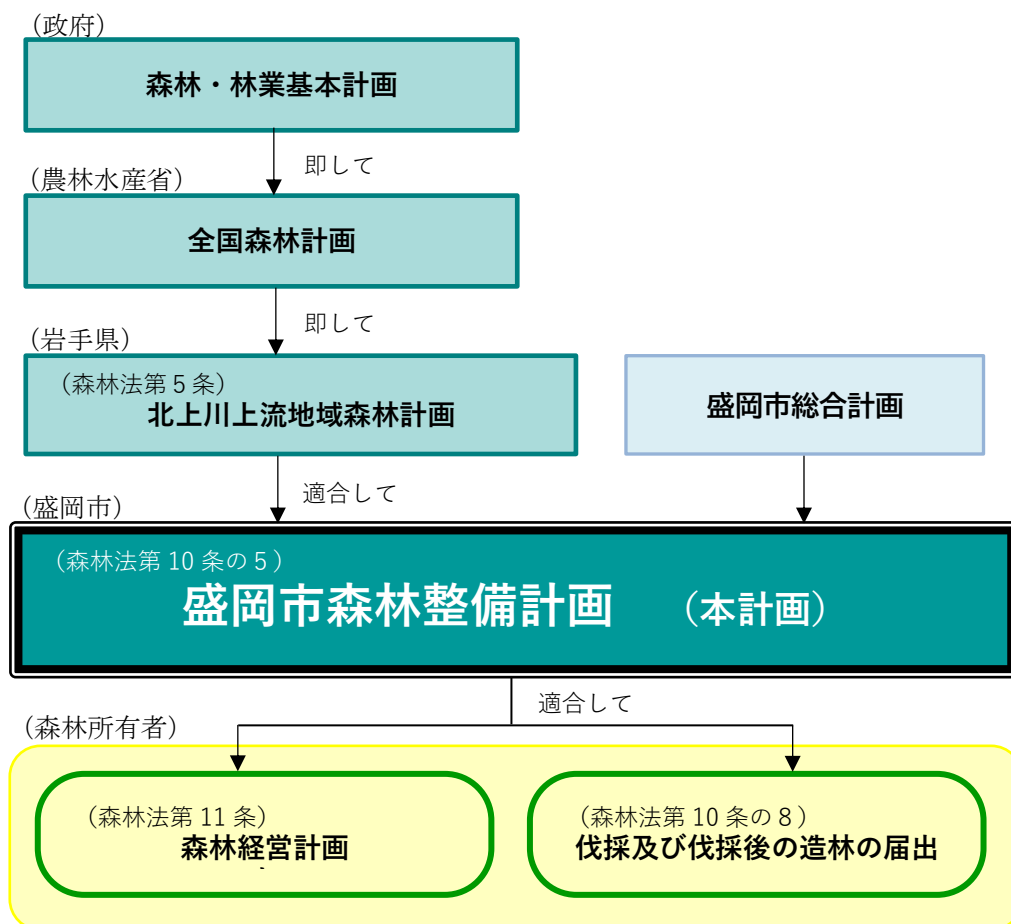 (政府)
森林・林業基本計画
即して
(農林水産省)
全国森林計画
即して
(岩手県)
(森林法第5条)
北上川上流地域森林計画
盛岡市総合計画
適合して
(盛岡市)
(森林法第10条の5)
盛岡市森林整備計画 (本計画)
適合して
(森林所有者)
(森林法第11条)
森林経営計画
(森林法第10条の8)
伐採及び伐採後の造林の届出